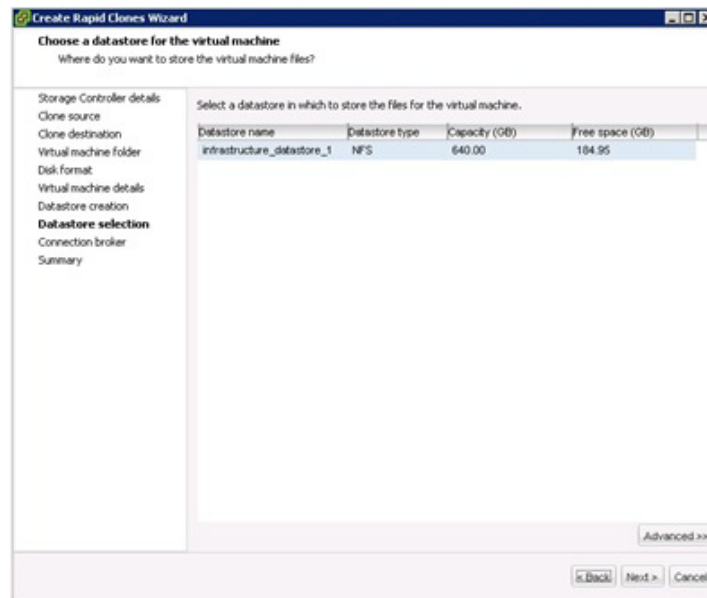 Create Rapid Clones Wizard
Choose a datastore for the virtual machine
Where do you want to store the virtual machine files?
Storage Controller details
Clone source
Clone destination
Virtual machine folder
Disk format
Virtual machine details
Datastore creation
Datastore selection
Connection broker
Summary
Select a datastore in which to store the files for the virtual machine.
Datastore name Datastore type Capacity (GB) Free space (GB)
infrastructure_datastore_1 NFS 640.00 184.95
Advanced >>
< Back Next > Cancel